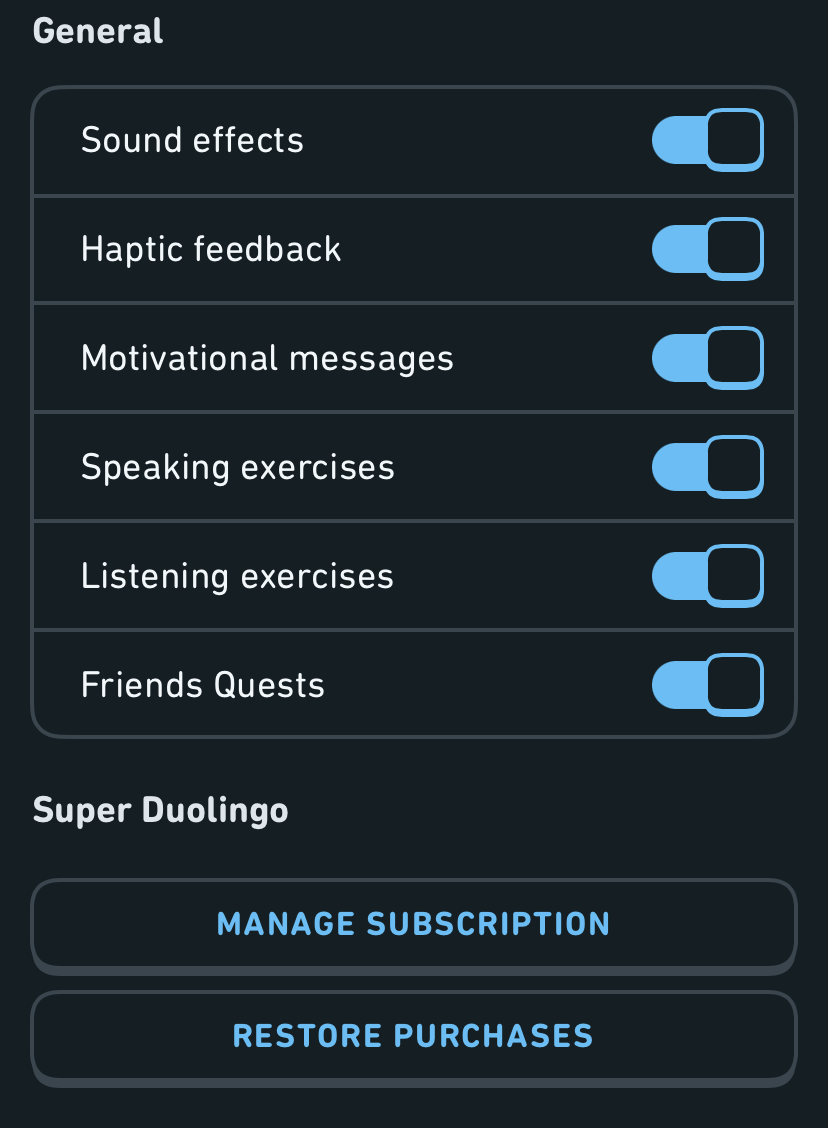 General
Sound effects
Haptic feedback
Motivational messages
Speaking exercises
Listening exercises
Friends Quests
Super Duolingo
MANAGE SUBSCRIPTION
RESTORE PURCHASES